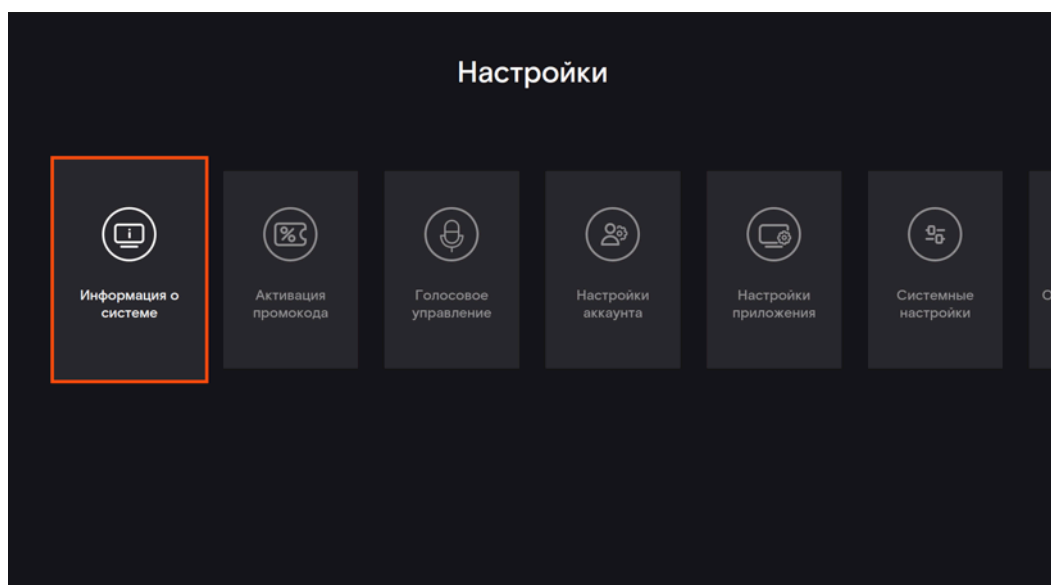 Настройки
Информация о
системе
Активация
промокода
Голосовое
управление
Настройки
аккаунта
Настройки
приложения
Системные
настройки